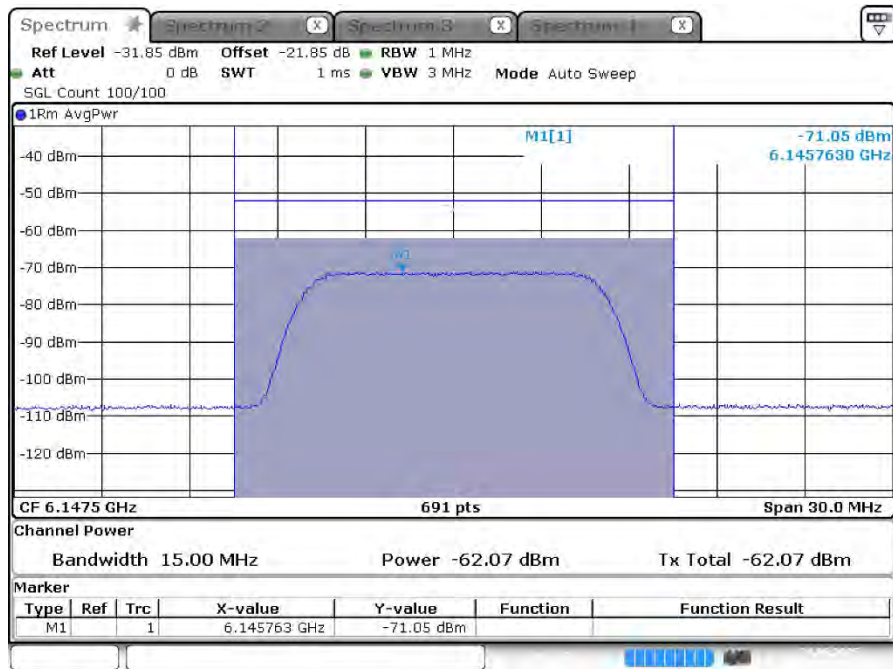 Spectrum
Spectrum 2 X
Spectrum 3 X
Spectrum X
Ref Level -31.85 dBm Offset -21.85 dB RBW 1 MHz
Att 0 dB SWT 1 ms VBW 3 MHz Mode Auto Sweep
SGL Count 100/100
1Rm AvgPwr
M1[1] -71.05 dBm
6.1457630 GHz
-40 dBm
-50 dBm
-60 dBm
M1
-70 dBm
-80 dBm
-90 dBm
-100 dBm
-110 dBm
-120 dBm
CF 6.1475 GHz 691 pts Span 30.0 MHz
Channel Power
Bandwidth 15.00 MHz Power -62.07 dBm Tx Total -62.07 dBm
Marker
Type Ref Trc X-value Y-value Function Function Result
M1 1 6.145763 GHz -71.05 dBm